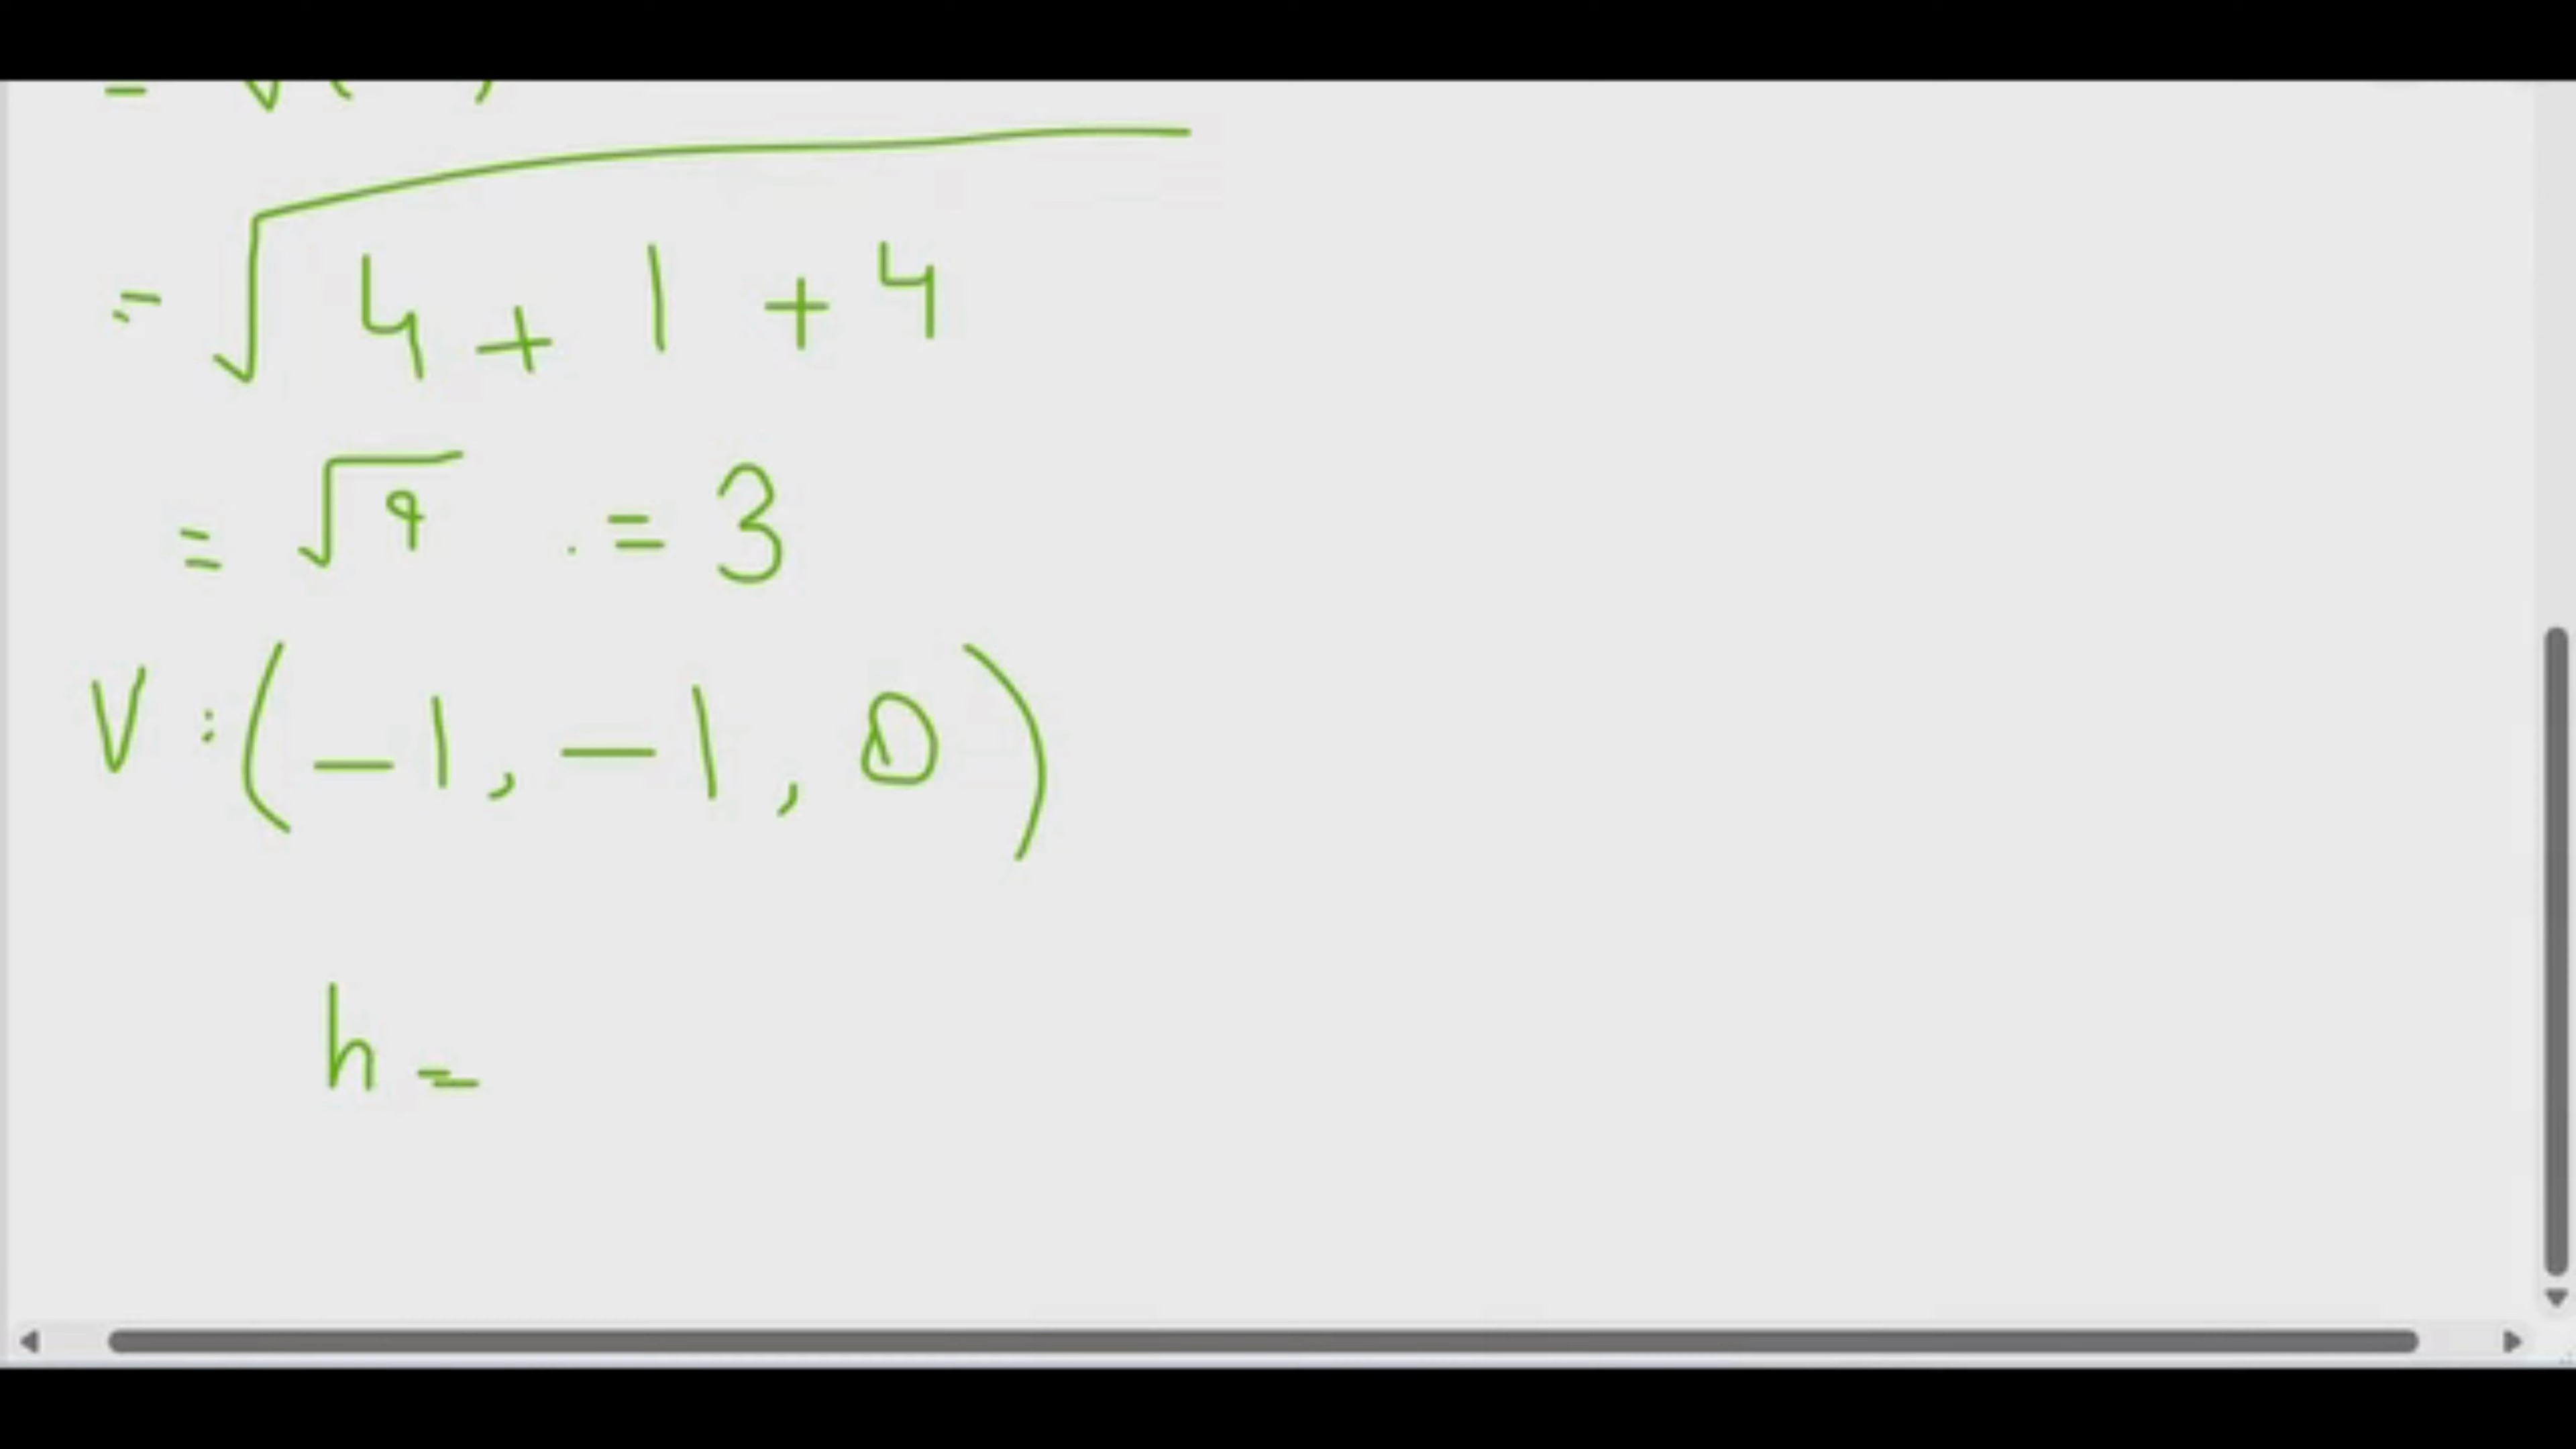 = √4 + 1 + 4
= √9 = 3
V : (-1, -1, 0)
h =